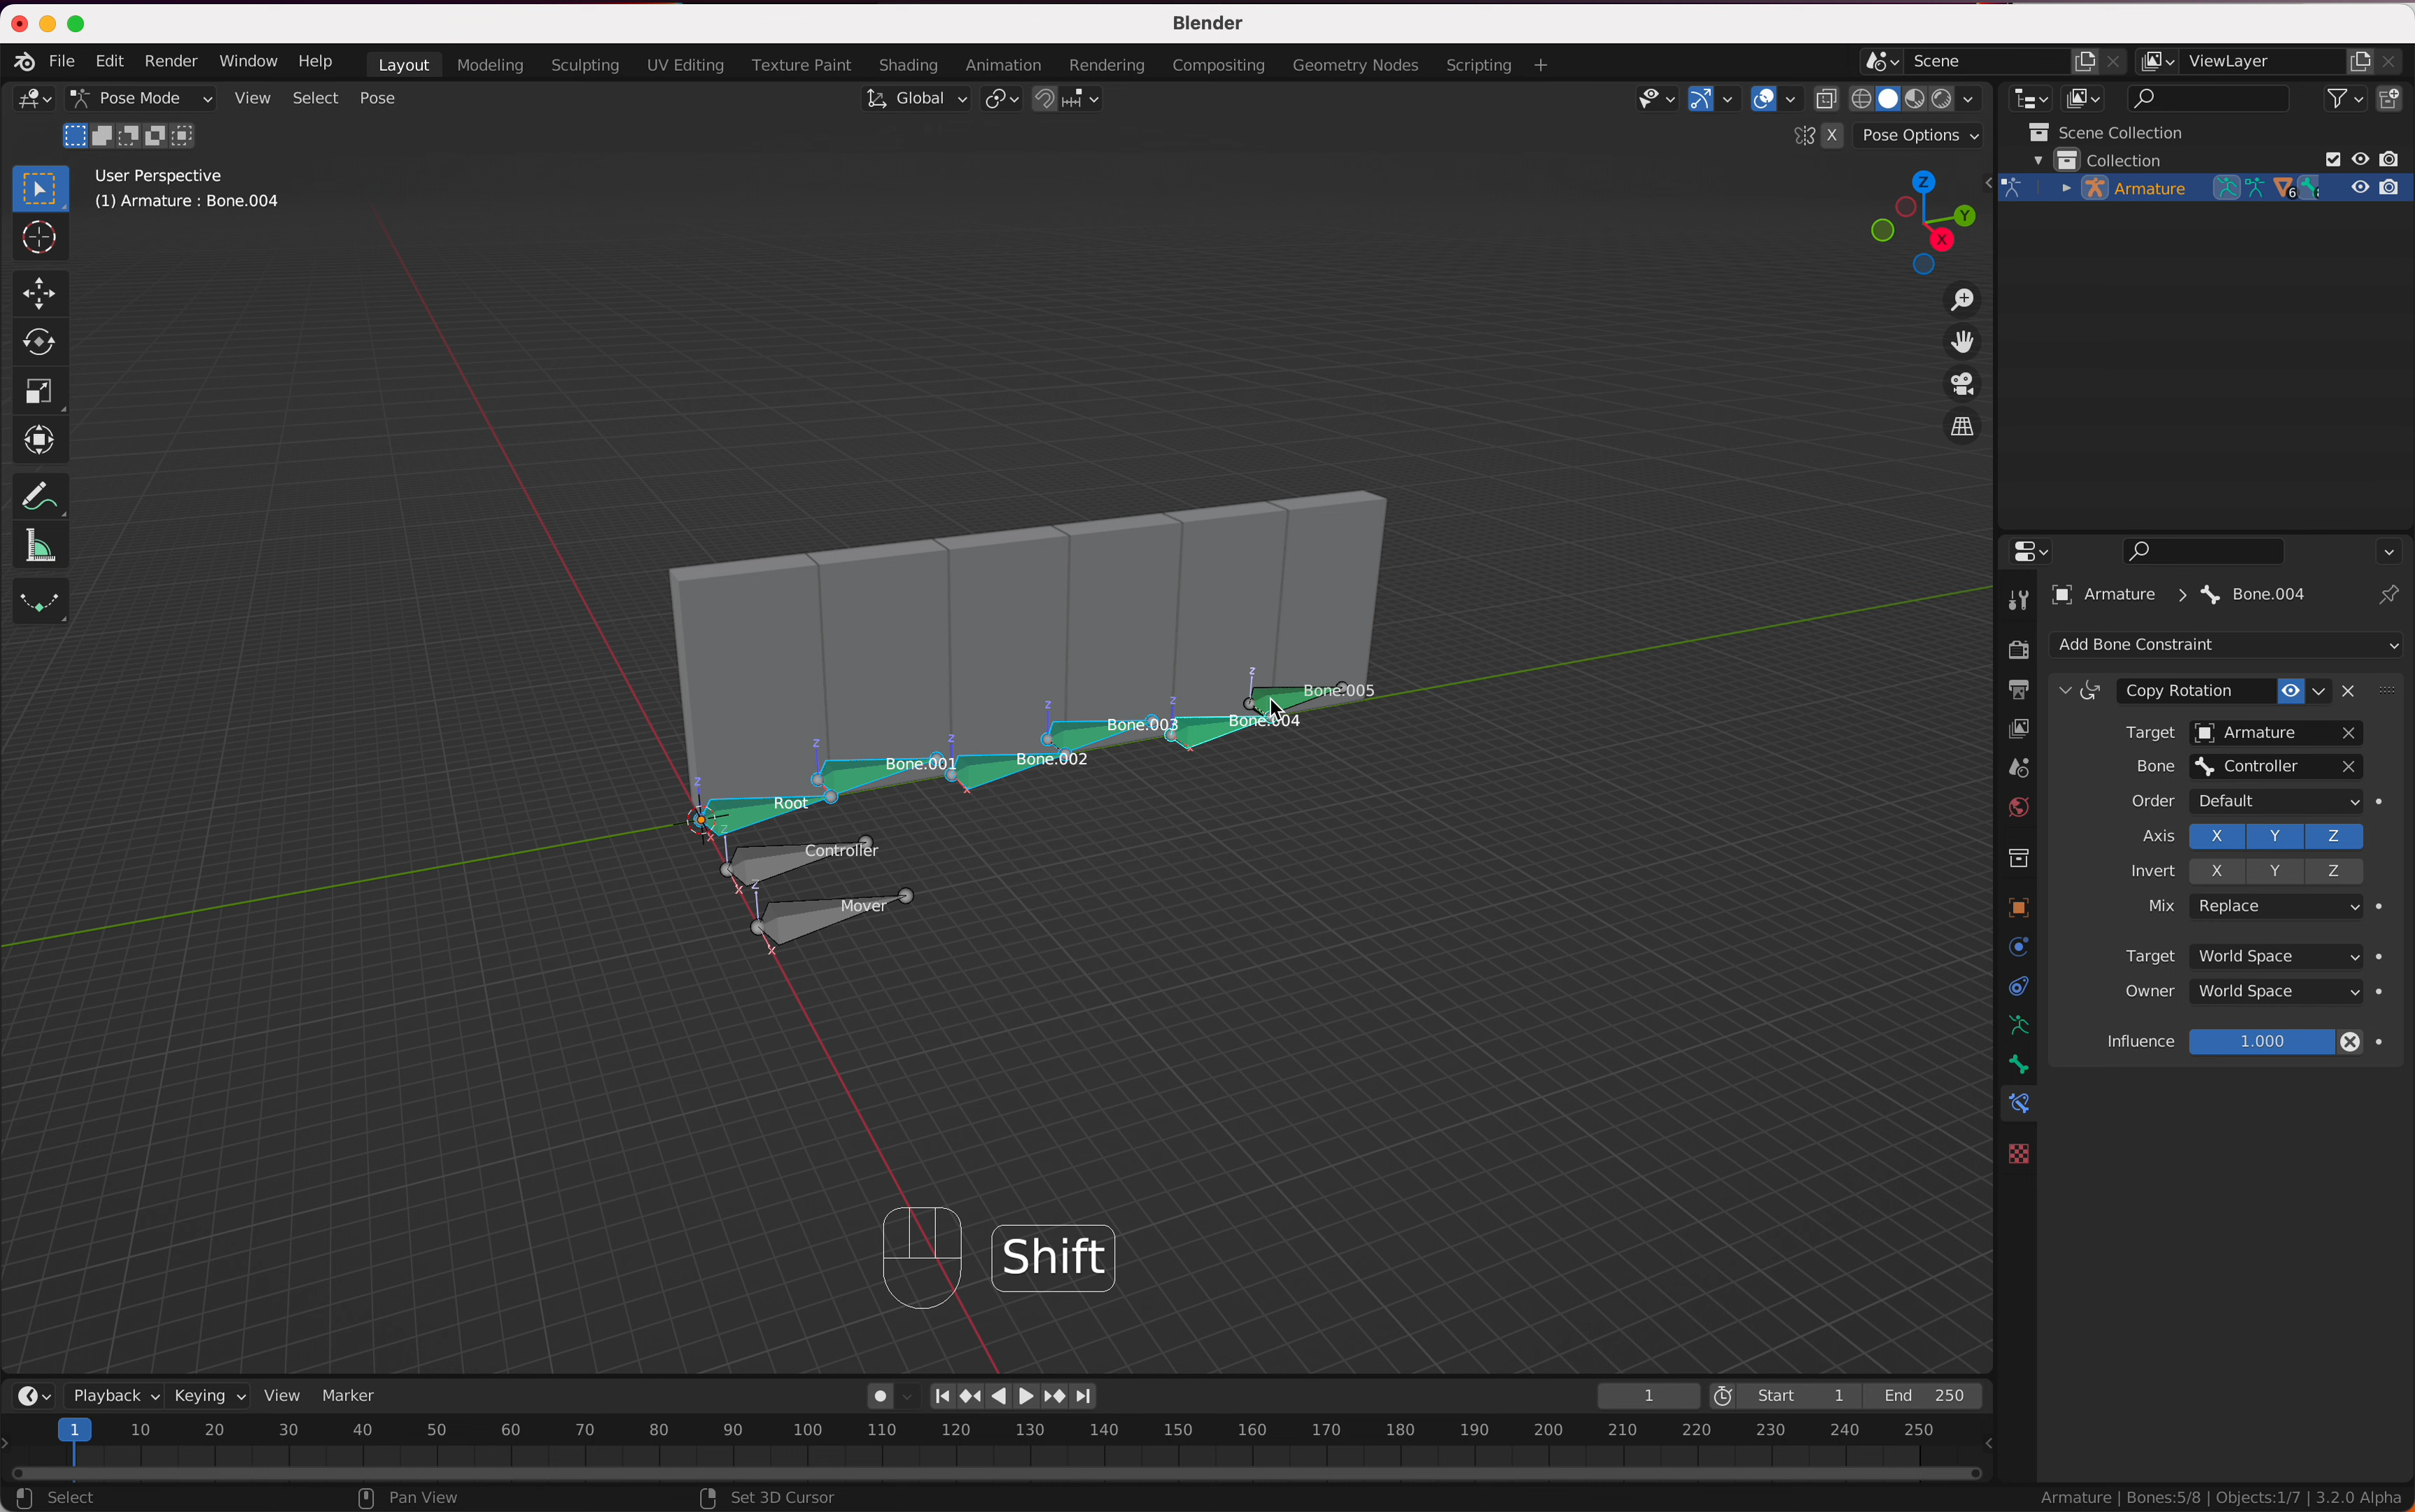 Blender
File Edit Render Window Help Layout Modeling Sculpting UV Editing Texture Paint Shading Animation Rendering Compositing Geometry Nodes Scripting + Scene ViewLayer
Pose Mode View Select Pose Global
X Pose Options
User Perspective
(1) Armature : Bone.004
Z
Y
X
Scene Collection
Collection
Armature 6
Armature > Bone.004
Add Bone Constraint
Copy Rotation
Target Armature
Bone Controller
Order Default
Axis X Y Z
Invert X Y Z
Mix Replace
Target World Space
Owner World Space
Influence 1.000
Bone.005
Bone.004
Bone.003
Bone.002
Bone.001
Root
Controller
Mover
Shift
Playback Keying View Marker 1 Start 1 End 250
1 10 20 30 40 50 60 70 80 90 100 110 120 130 140 150 160 170 180 190 200 210 220 230 240 250
Select Pan View Set 3D Cursor Armature | Bones:5/8 | Objects:1/7 | 3.2.0 Alpha